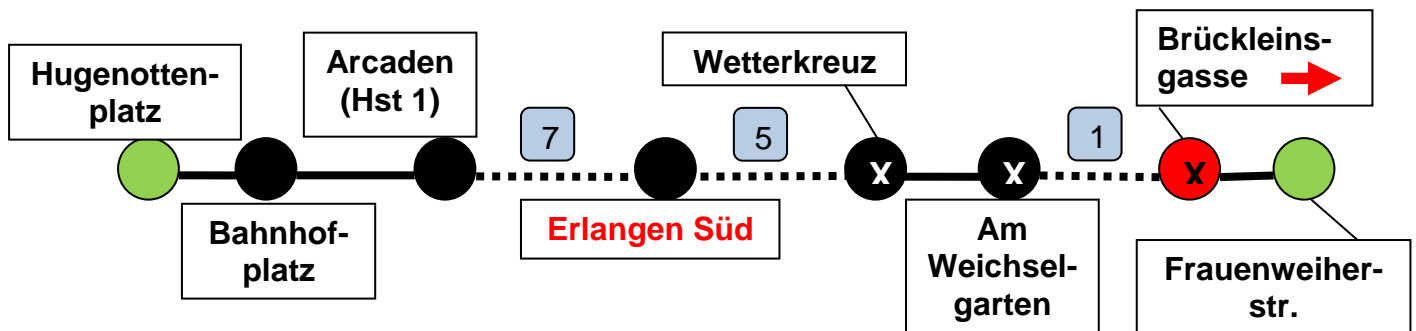 Hugenotten-
platz
Bahnhof-
platz
Arcaden
(Hst 1)
7
Erlangen Süd
5
Wetterkreuz
x
x
Am
Weichsel-
garten
1
Brückleins-
gasse
x
Frauenweiher-
str.